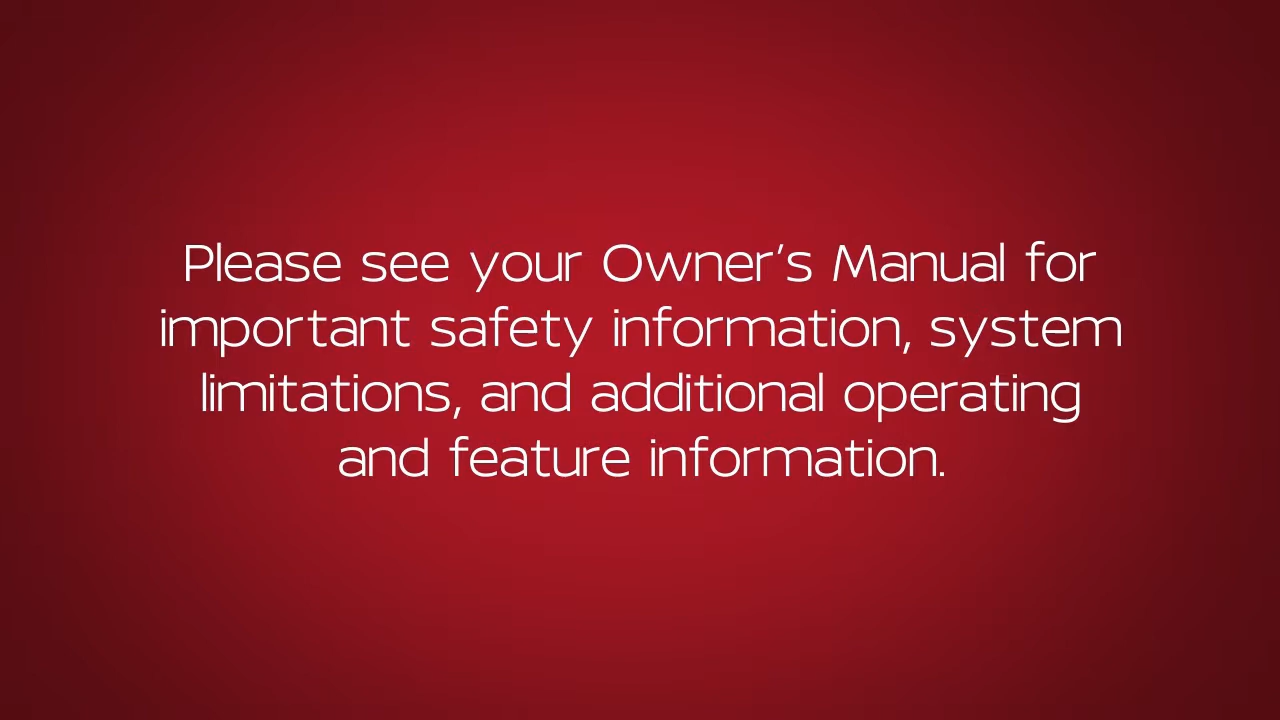 Please see your Owner’s Manual for
important safety information, system
limitations, and additional operating
and feature information.